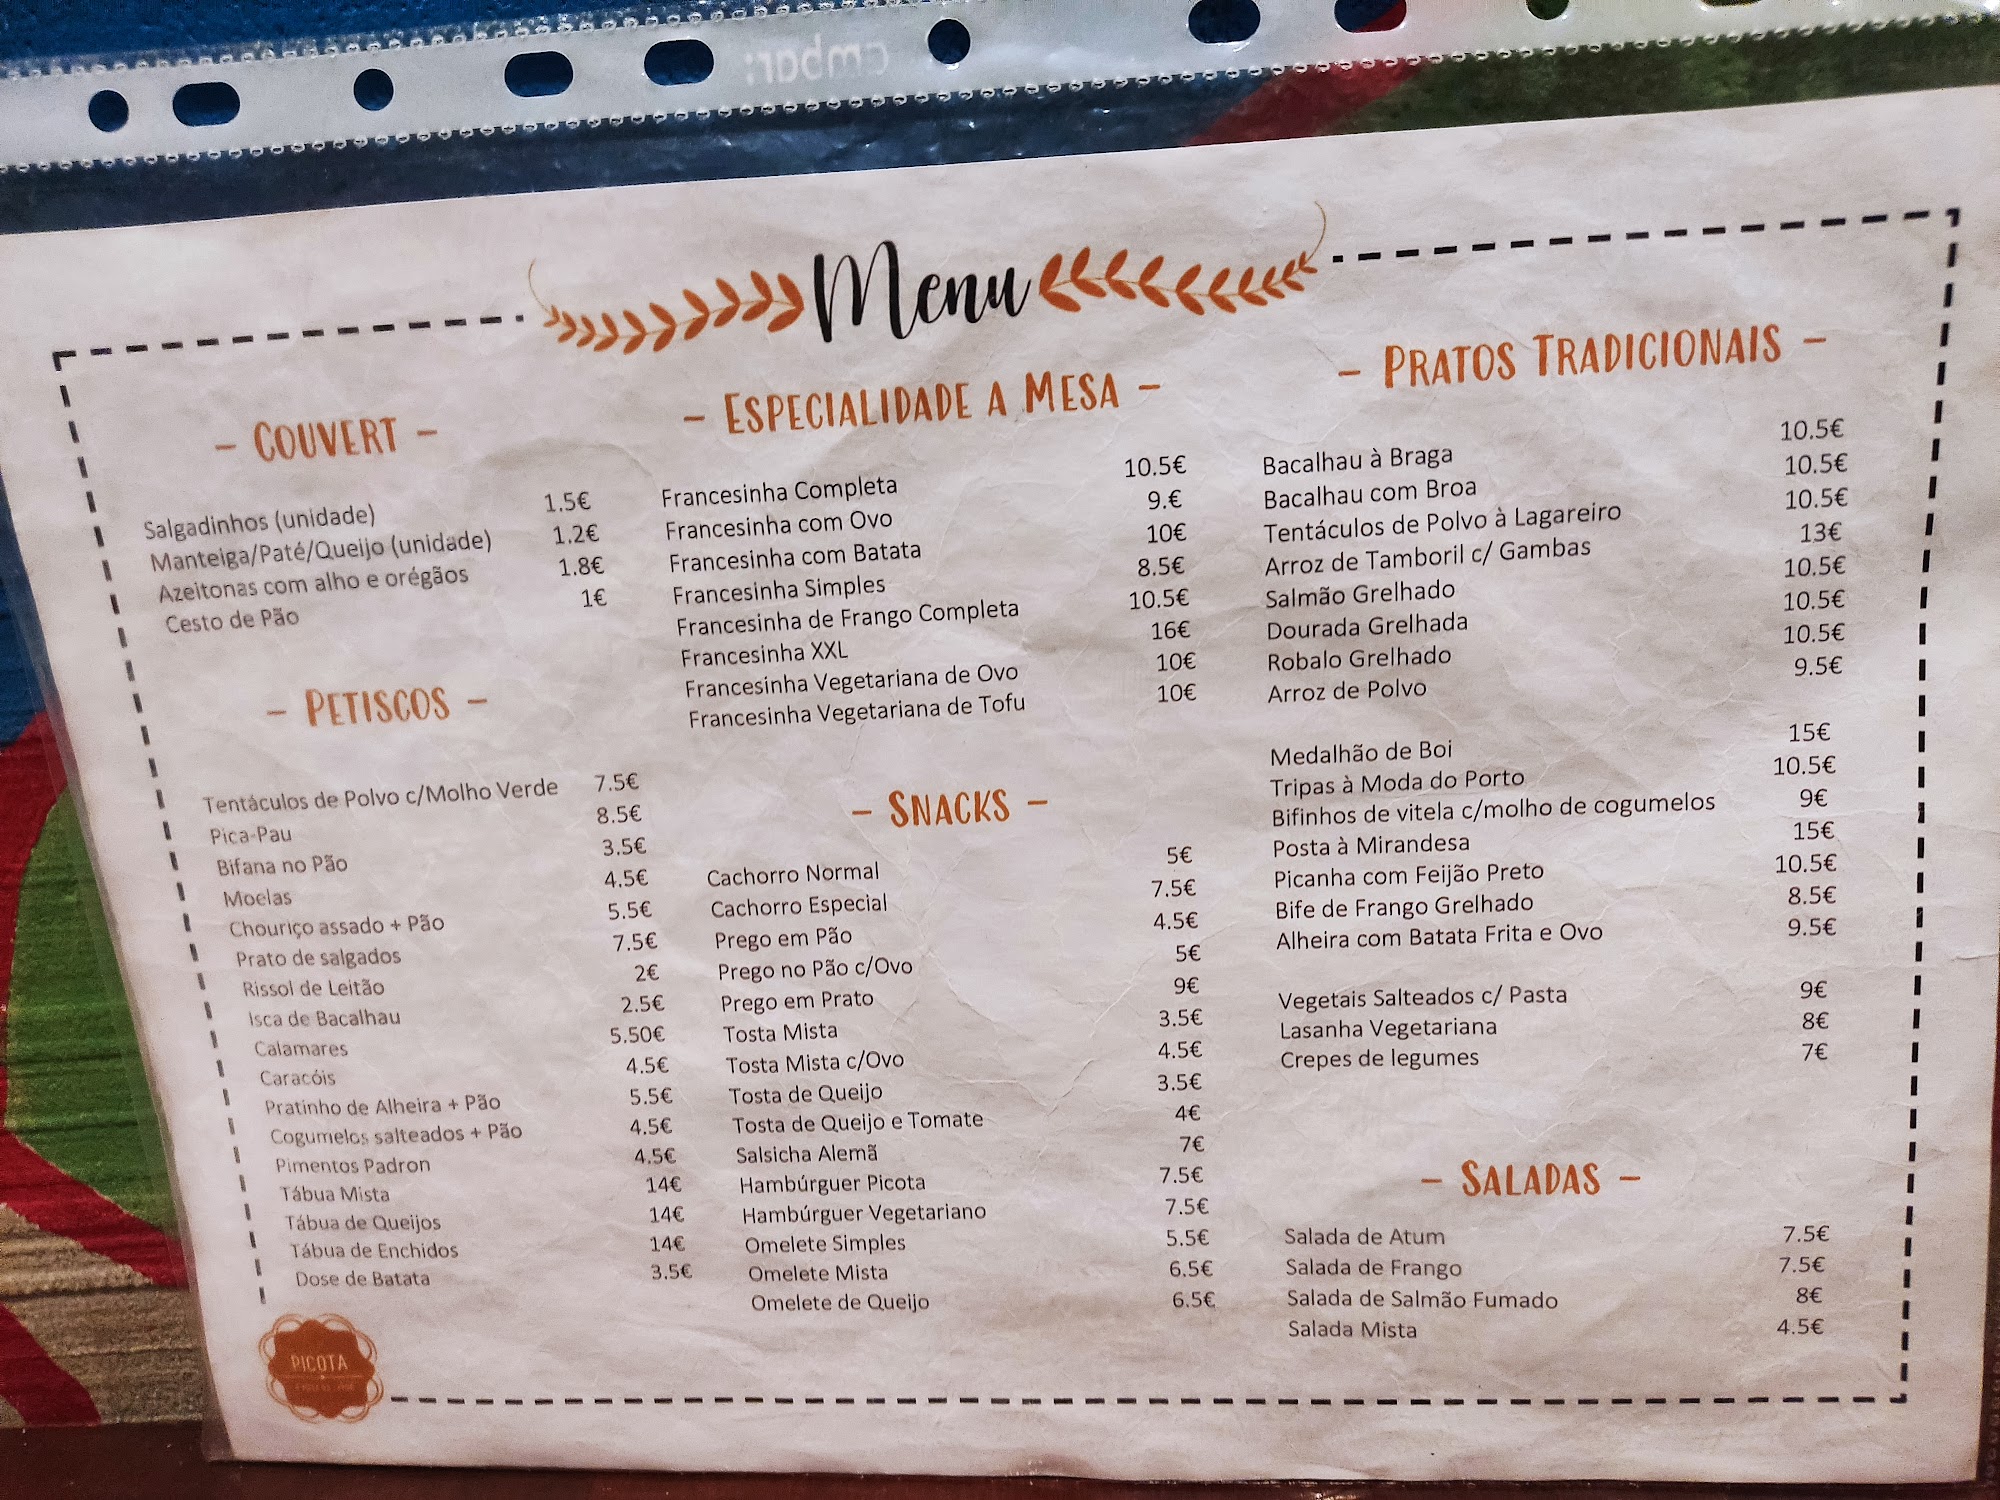 cmbar:
Menu
- COUVERT -
Salgadinhos (unidade) 1.5€
Manteiga/Paté/Queijo (unidade) 1.2€
Azeitonas com alho e orégãos 1.8€
Cesto de Pão 1€
- PETISCOS -
Tentáculos de Polvo c/Molho Verde 7.5€
Pica-Pau 8.5€
Bifana no Pão 3.5€
Moelas 4.5€
Chouriço assado + Pão 5.5€
Prato de salgados 7.5€
Rissol de Leitão 2€
Isca de Bacalhau 2.5€
Calamares 5.50€
Caracóis 4.5€
Pratinho de Alheira + Pão 5.5€
Cogumelos salteados + Pão 4.5€
Pimentos Padron 4.5€
Tábua Mista 14€
Tábua de Queijos 14€
Tábua de Enchidos 14€
Dose de Batata 3.5€
PICOTA
- ESPECIALIDADE A MESA -
Francesinha Completa 10.5€
Francesinha com Ovo 9.€
Francesinha com Batata 10€
Francesinha Simples 8.5€
Francesinha de Frango Completa 10.5€
Francesinha XXL 16€
Francesinha Vegetariana de Ovo 10€
Francesinha Vegetariana de Tofu 10€
- SNACKS -
Cachorro Normal 5€
Cachorro Especial 7.5€
Prego em Pão 4.5€
Prego no Pão c/Ovo 5€
Prego em Prato 9€
Tosta Mista 3.5€
Tosta Mista c/Ovo 4.5€
Tosta de Queijo 3.5€
Tosta de Queijo e Tomate 4€
Salsicha Alemã 7€
Hambúrguer Picota 7.5€
Hambúrguer Vegetariano 7.5€
Omelete Simples 5.5€
Omelete Mista 6.5€
Omelete de Queijo 6.5€
- PRATOS TRADICIONAIS -
Bacalhau à Braga 10.5€
Bacalhau com Broa 10.5€
Tentáculos de Polvo à Lagareiro 10.5€
Arroz de Tamboril c/ Gambas 13€
Salmão Grelhado 10.5€
Dourada Grelhada 10.5€
Robalo Grelhado 10.5€
Arroz de Polvo 9.5€
Medalhão de Boi 15€
Tripas à Moda do Porto 10.5€
Bifinhos de vitela c/molho de cogumelos 9€
Posta à Mirandesa 15€
Picanha com Feijão Preto 10.5€
Bife de Frango Grelhado 8.5€
Alheira com Batata Frita e Ovo 9.5€
Vegetais Salteados c/ Pasta 9€
Lasanha Vegetariana 8€
Crepes de legumes 7€
- SALADAS -
Salada de Atum 7.5€
Salada de Frango 7.5€
Salada de Salmão Fumado 8€
Salada Mista 4.5€